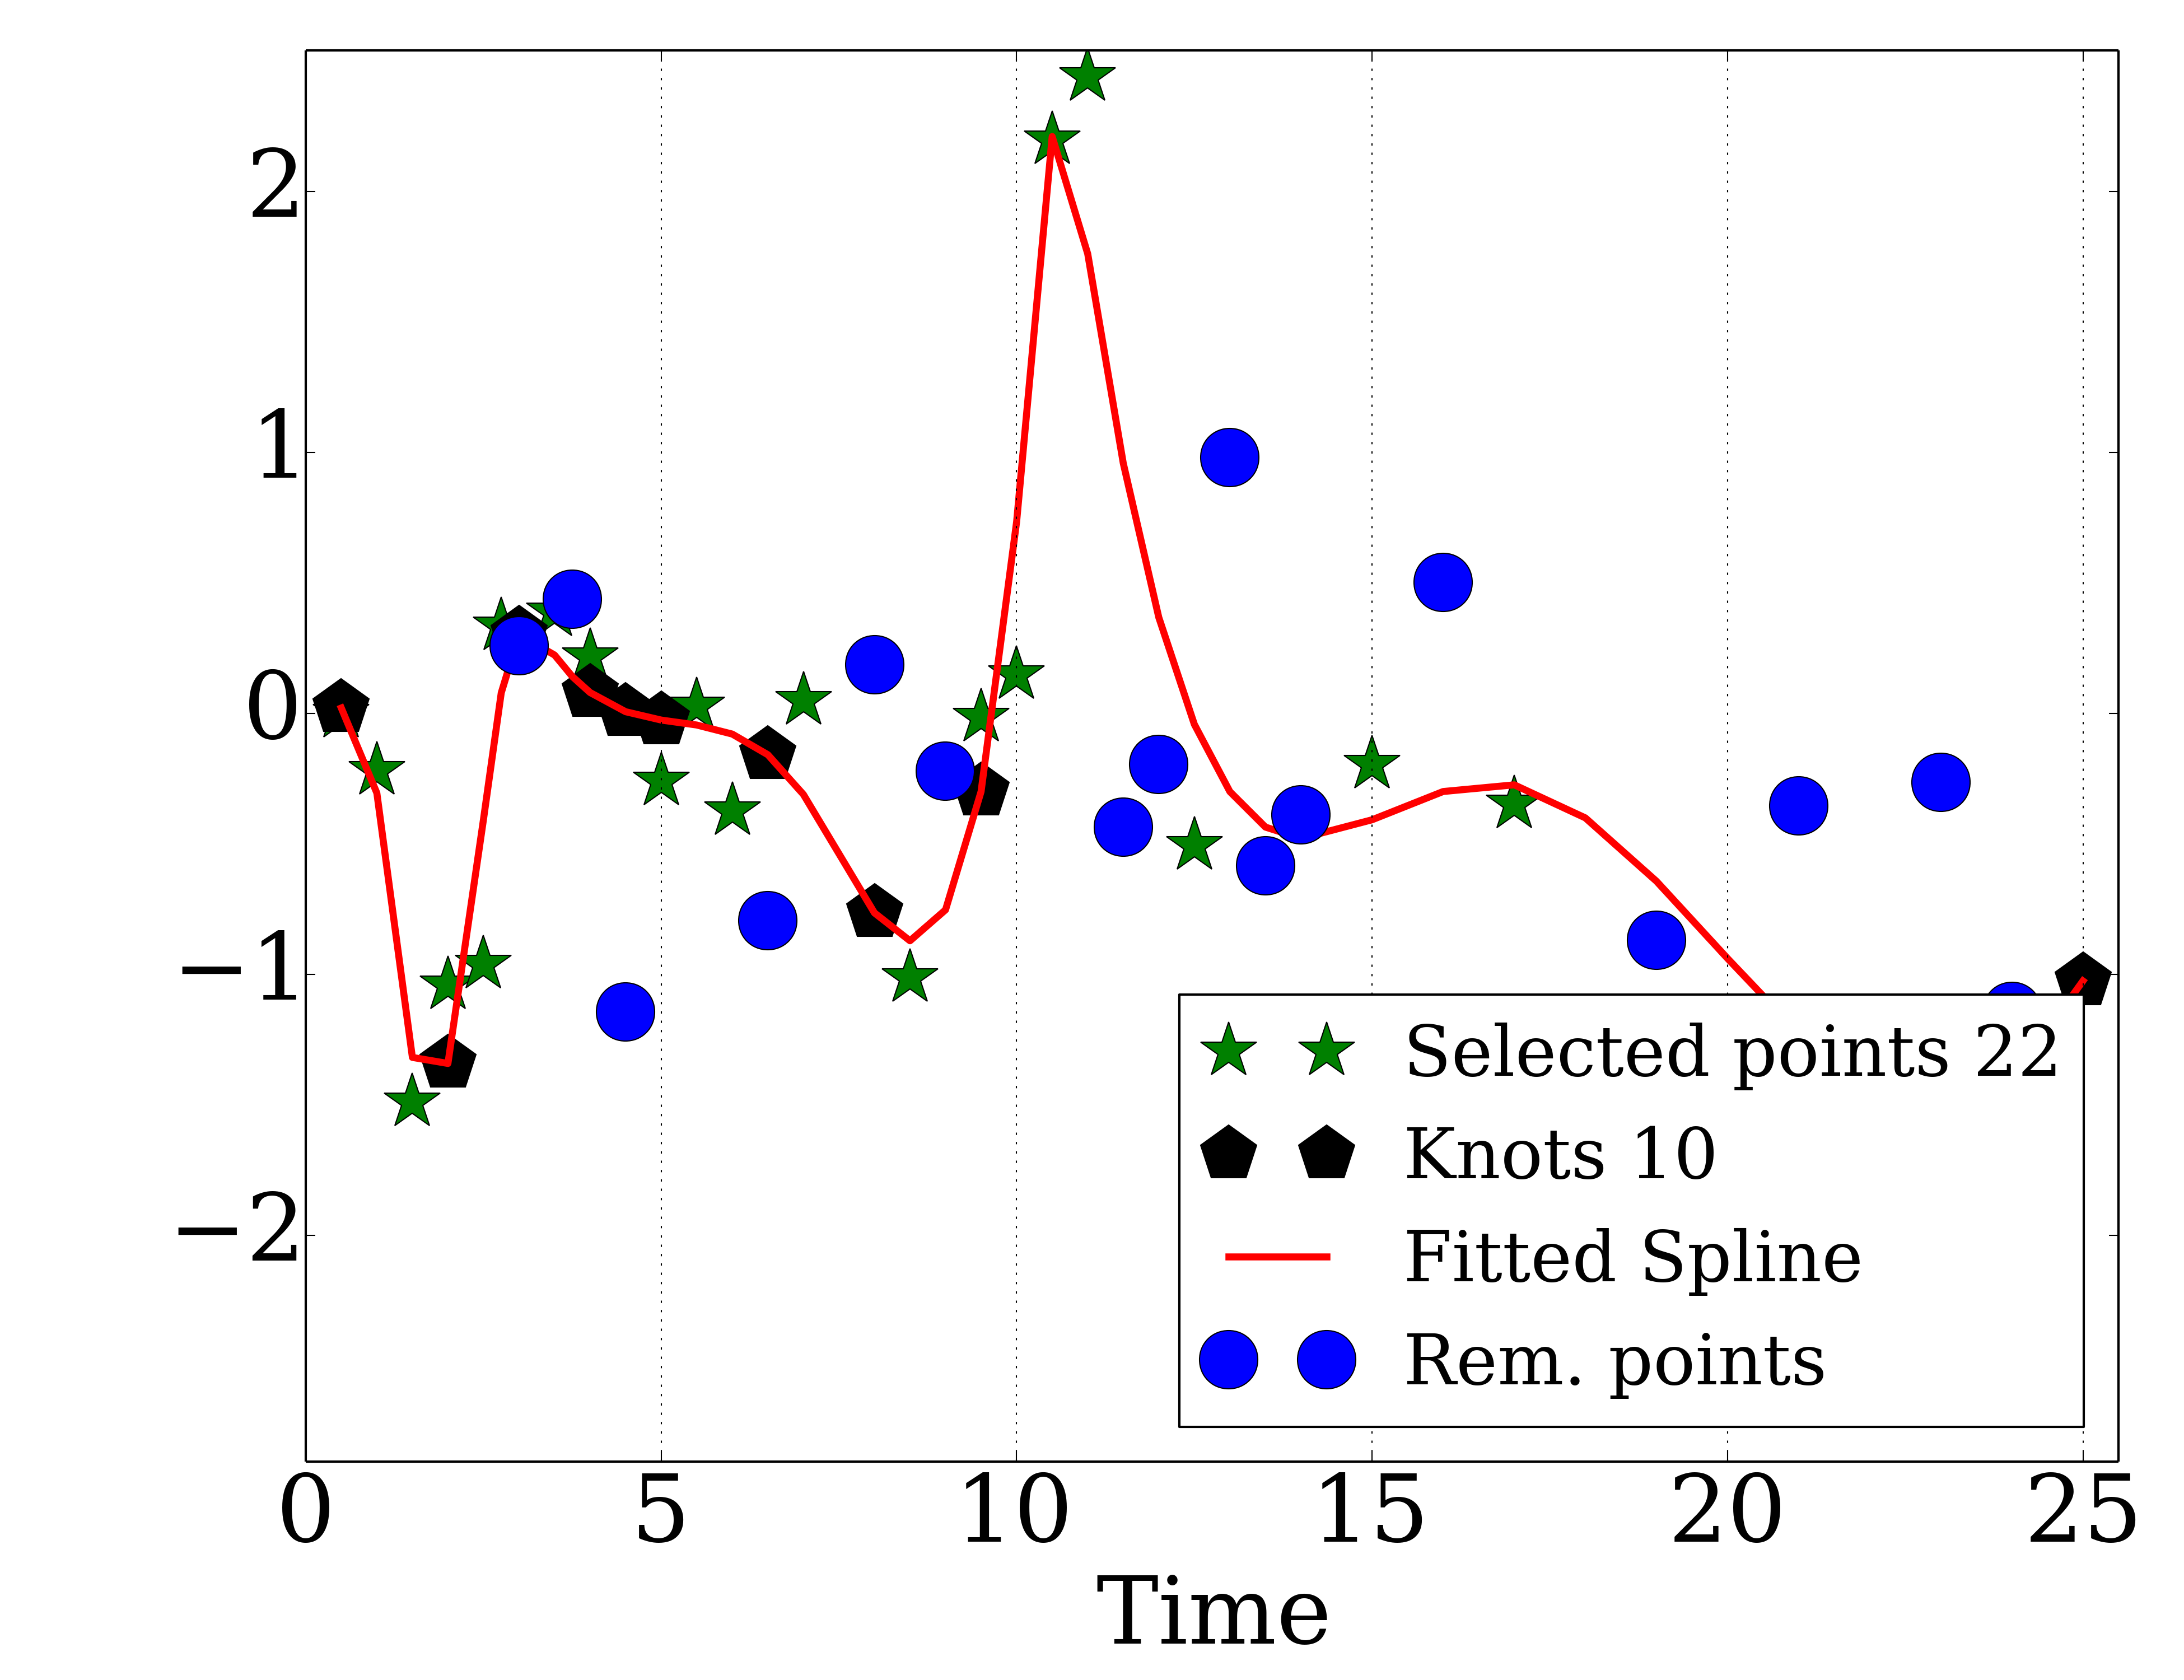 2
1
0
−1
−2
Selected points 22
Knots 10
Fitted Spline
Rem. points
0 5 10 15 20 25
Time